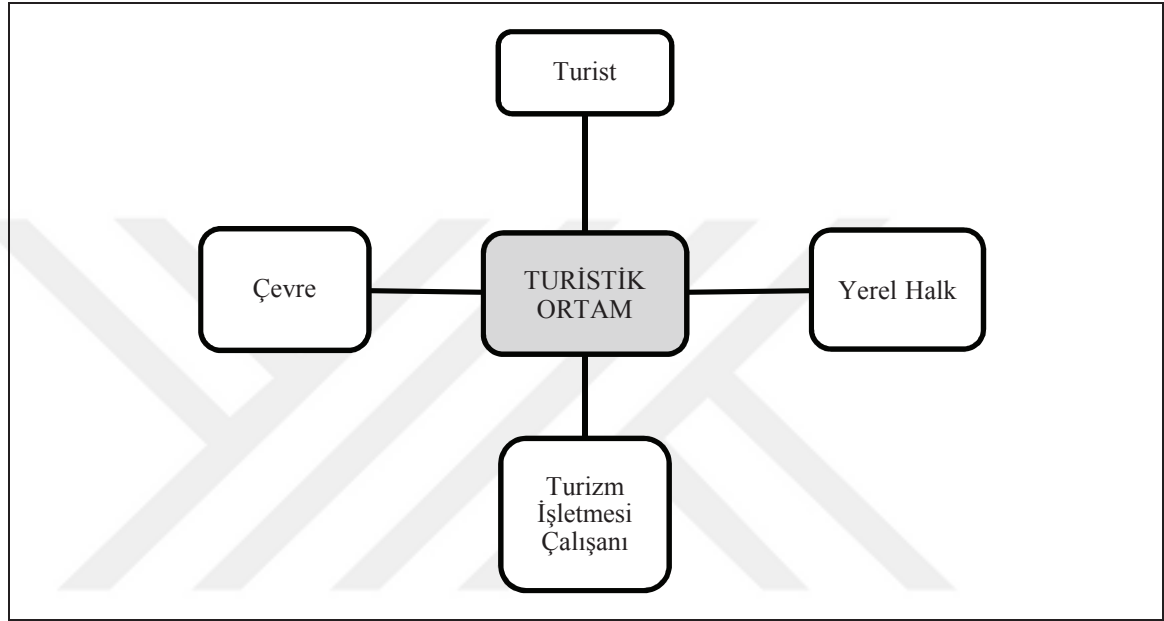 Turist
Çevre
TURİSTİK
ORTAM
Yerel Halk
Turizm
İşletmesi
Çalışanı